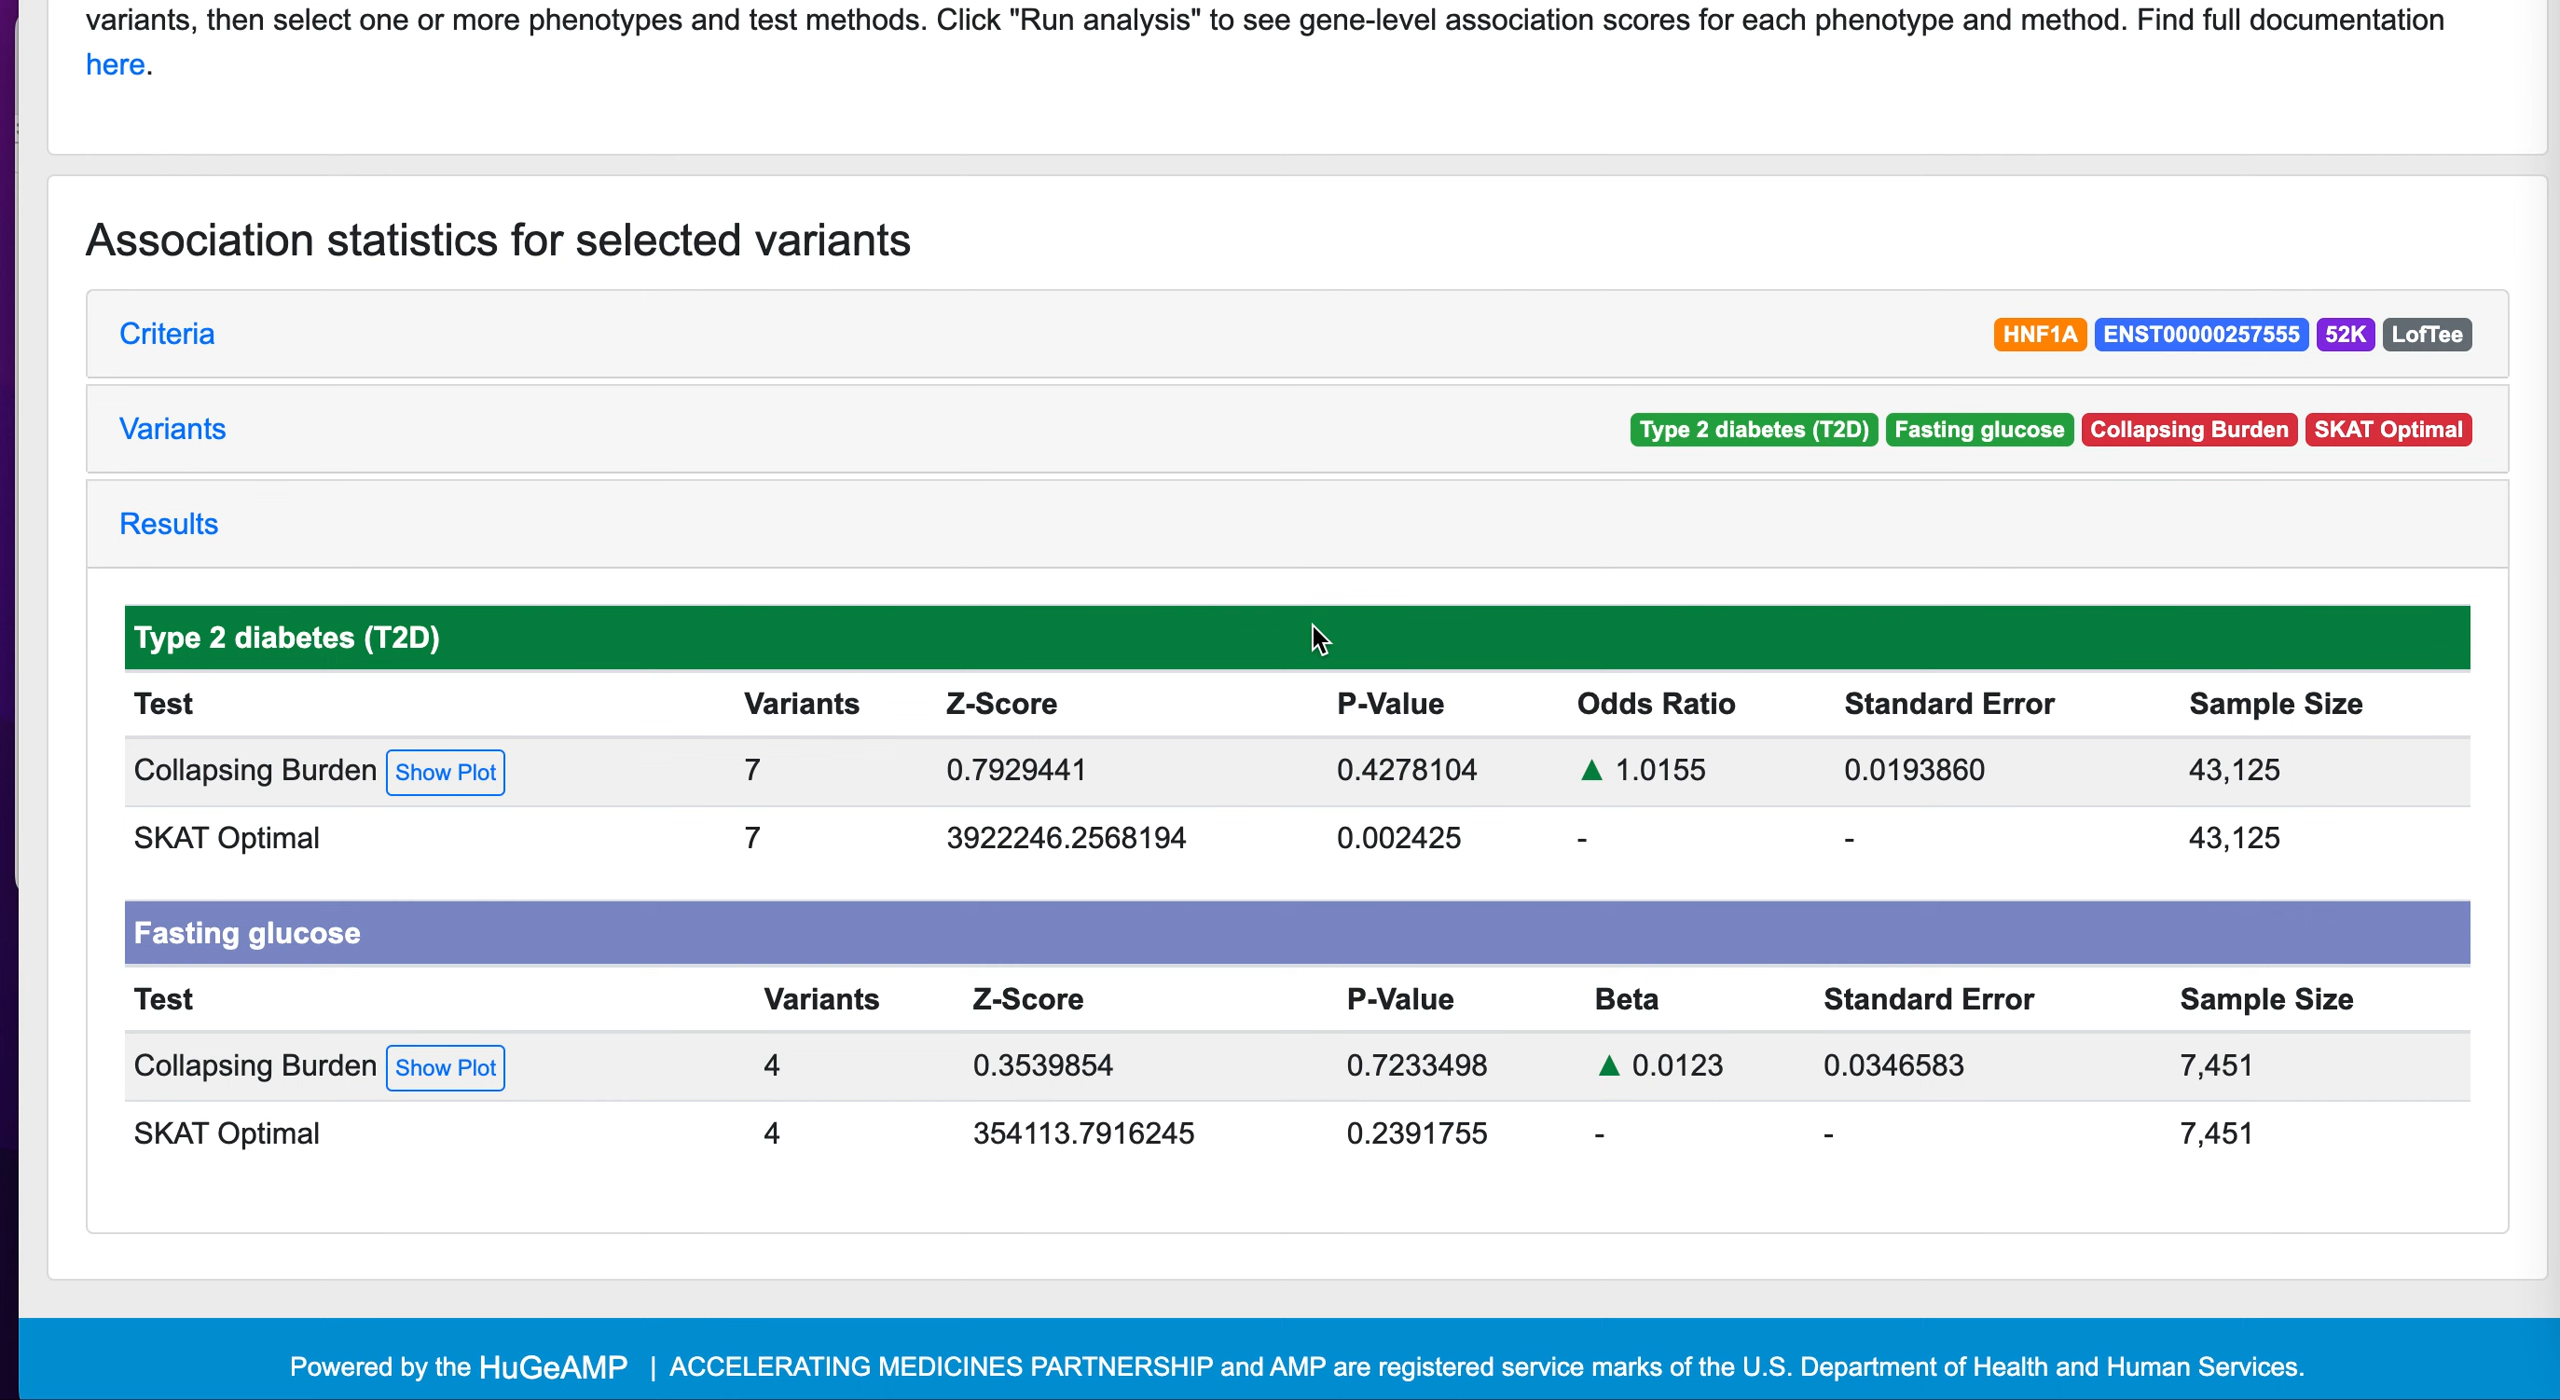 variants, then select one or more phenotypes and test methods. Click "Run analysis" to see gene-level association scores for each phenotype and method. Find full documentation
here.
Association statistics for selected variants
Criteria HNF1A ENST00000257555 52K LofTee
Variants Type 2 diabetes (T2D) Fasting glucose Collapsing Burden SKAT Optimal
Results
Type 2 diabetes (T2D)
Test Variants Z-Score P-Value Odds Ratio Standard Error Sample Size
Collapsing Burden Show Plot 7 0.7929441 0.4278104 ▲ 1.0155 0.0193860 43,125
SKAT Optimal 7 3922246.2568194 0.002425 - - 43,125
Fasting glucose
Test Variants Z-Score P-Value Beta Standard Error Sample Size
Collapsing Burden Show Plot 4 0.3539854 0.7233498 ▲ 0.0123 0.0346583 7,451
SKAT Optimal 4 354113.7916245 0.2391755 - - 7,451
Powered by the HuGeAMP | ACCELERATING MEDICINES PARTNERSHIP and AMP are registered service marks of the U.S. Department of Health and Human Services.